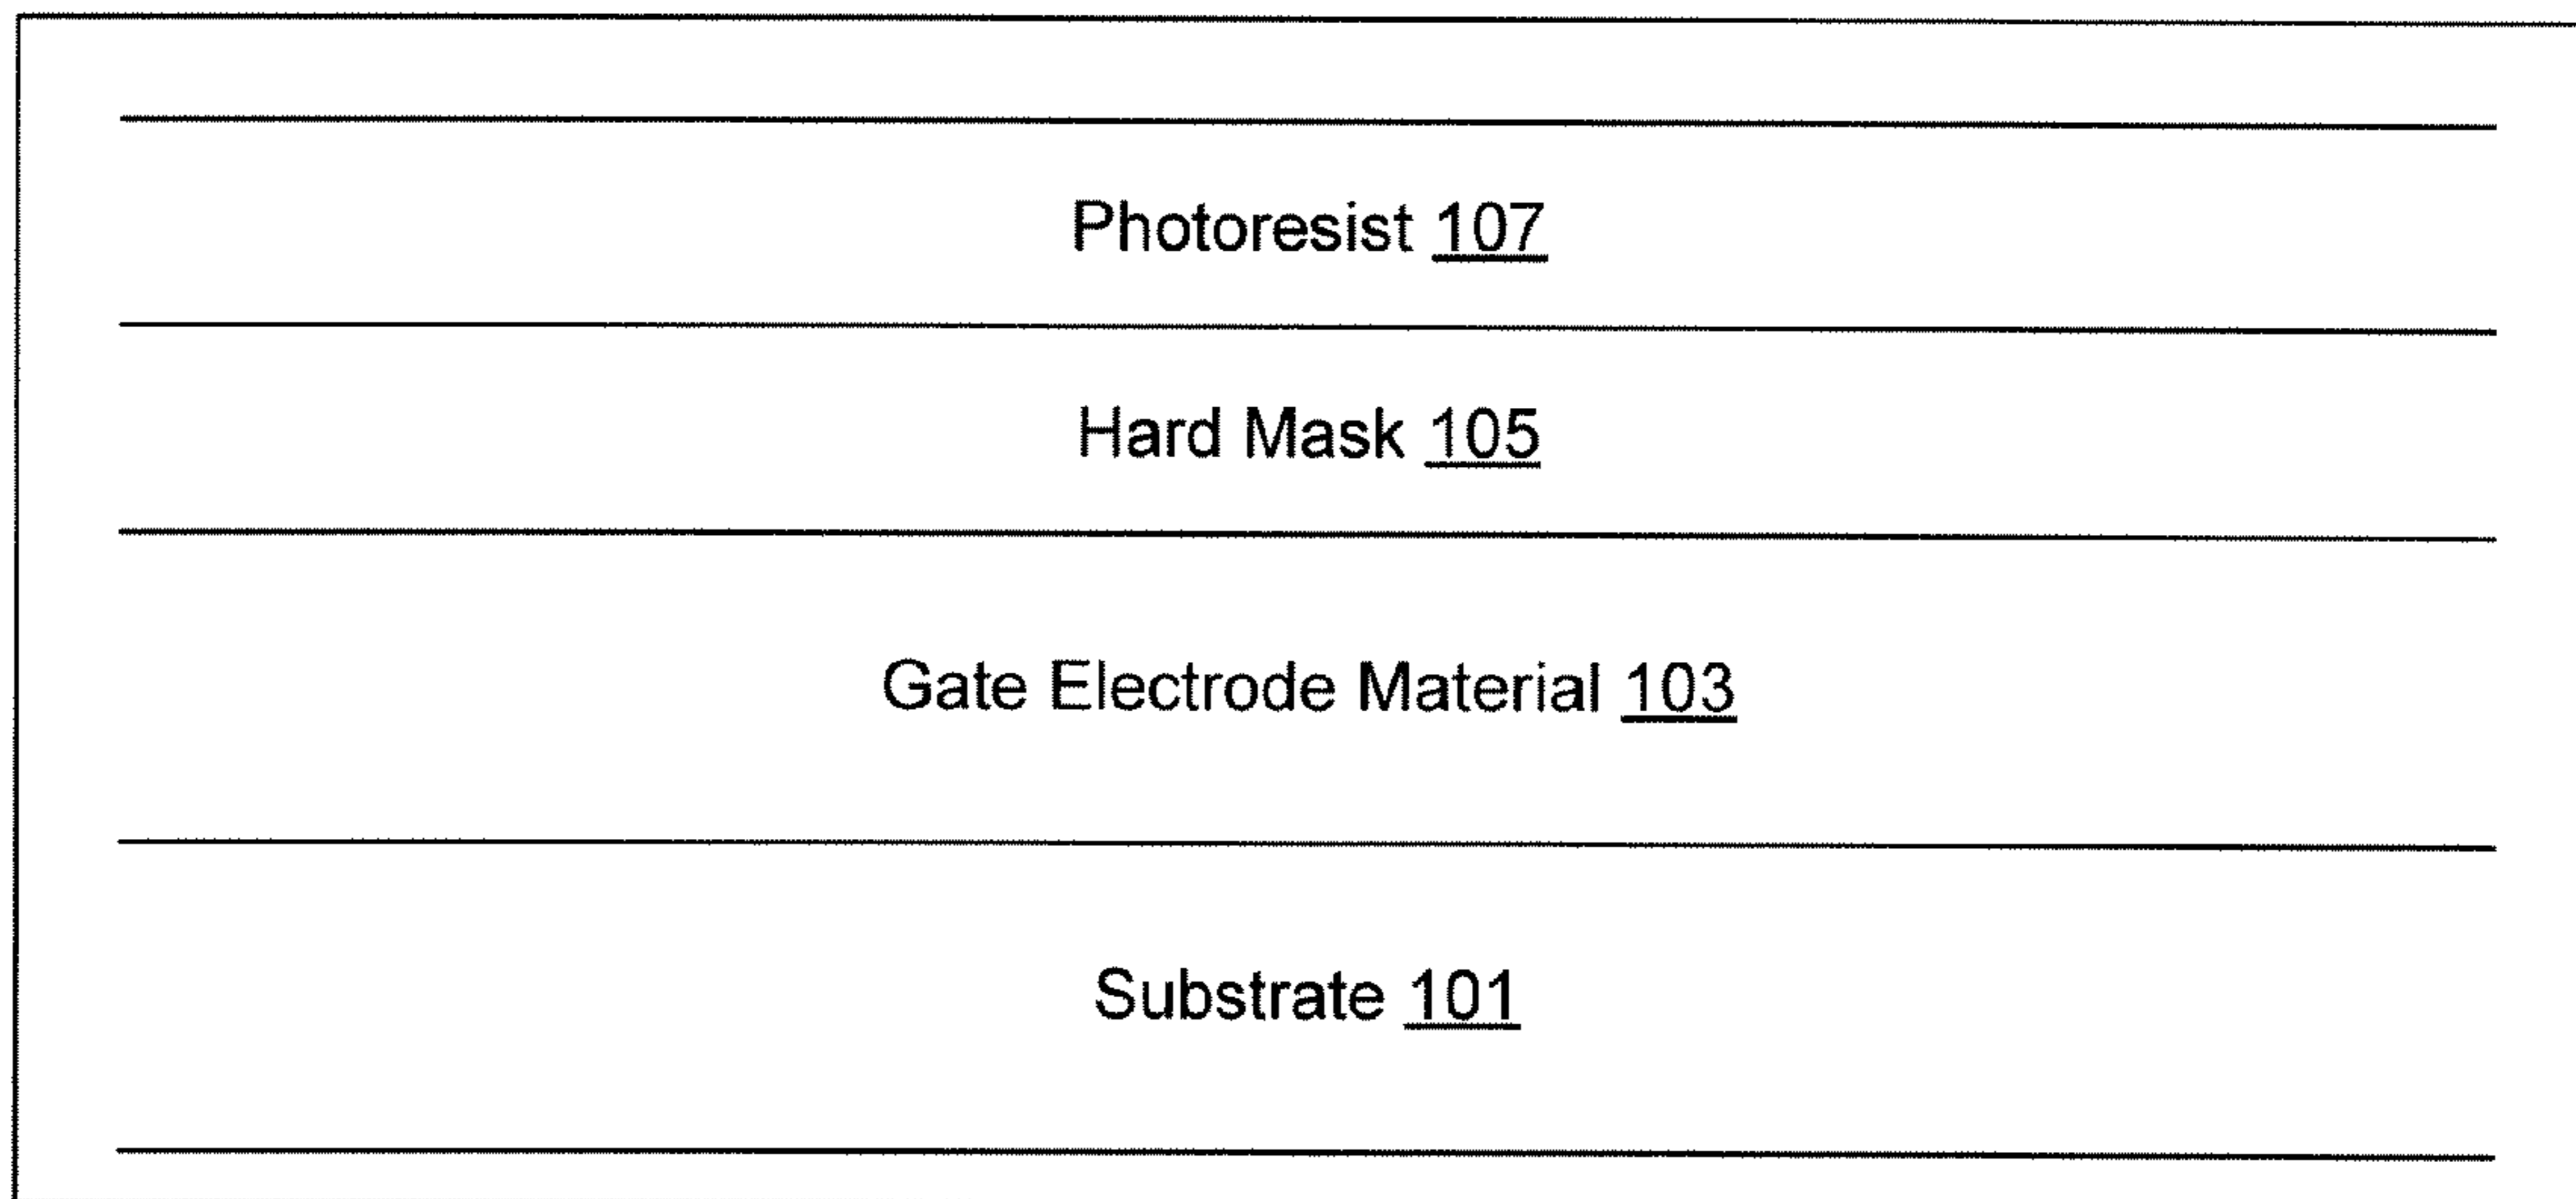 Photoresist 107
Hard Mask 105
Gate Electrode Material 103
Substrate 101